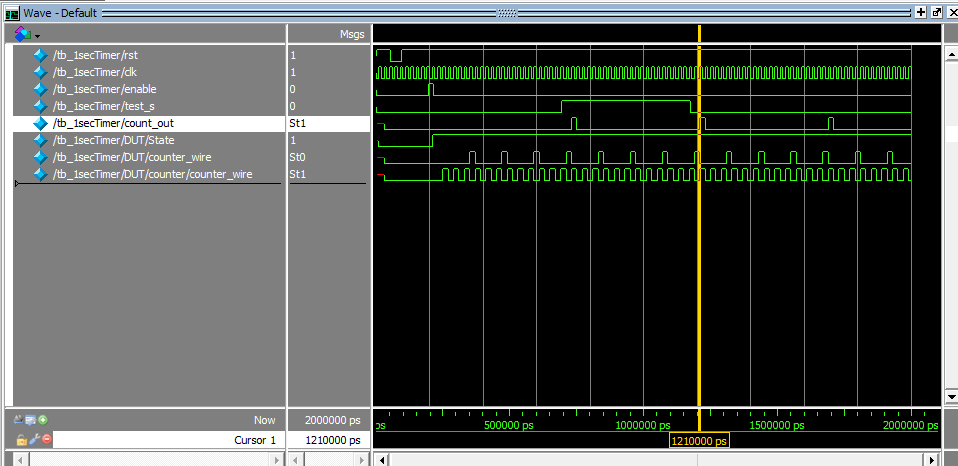 Wave - Default
Msgs
/tb_1secTimer/rst 1
/tb_1secTimer/clk 1
/tb_1secTimer/enable 0
/tb_1secTimer/test_s 0
/tb_1secTimer/count_out St1
/tb_1secTimer/DUT/State 1
/tb_1secTimer/DUT/counter_wire St0
/tb_1secTimer/DUT/counter/counter_wire St1
Now 2000000 ps ps 500000 ps 1000000 ps 1500000 ps 2000000 ps
Cursor 1 1210000 ps 1210000 ps